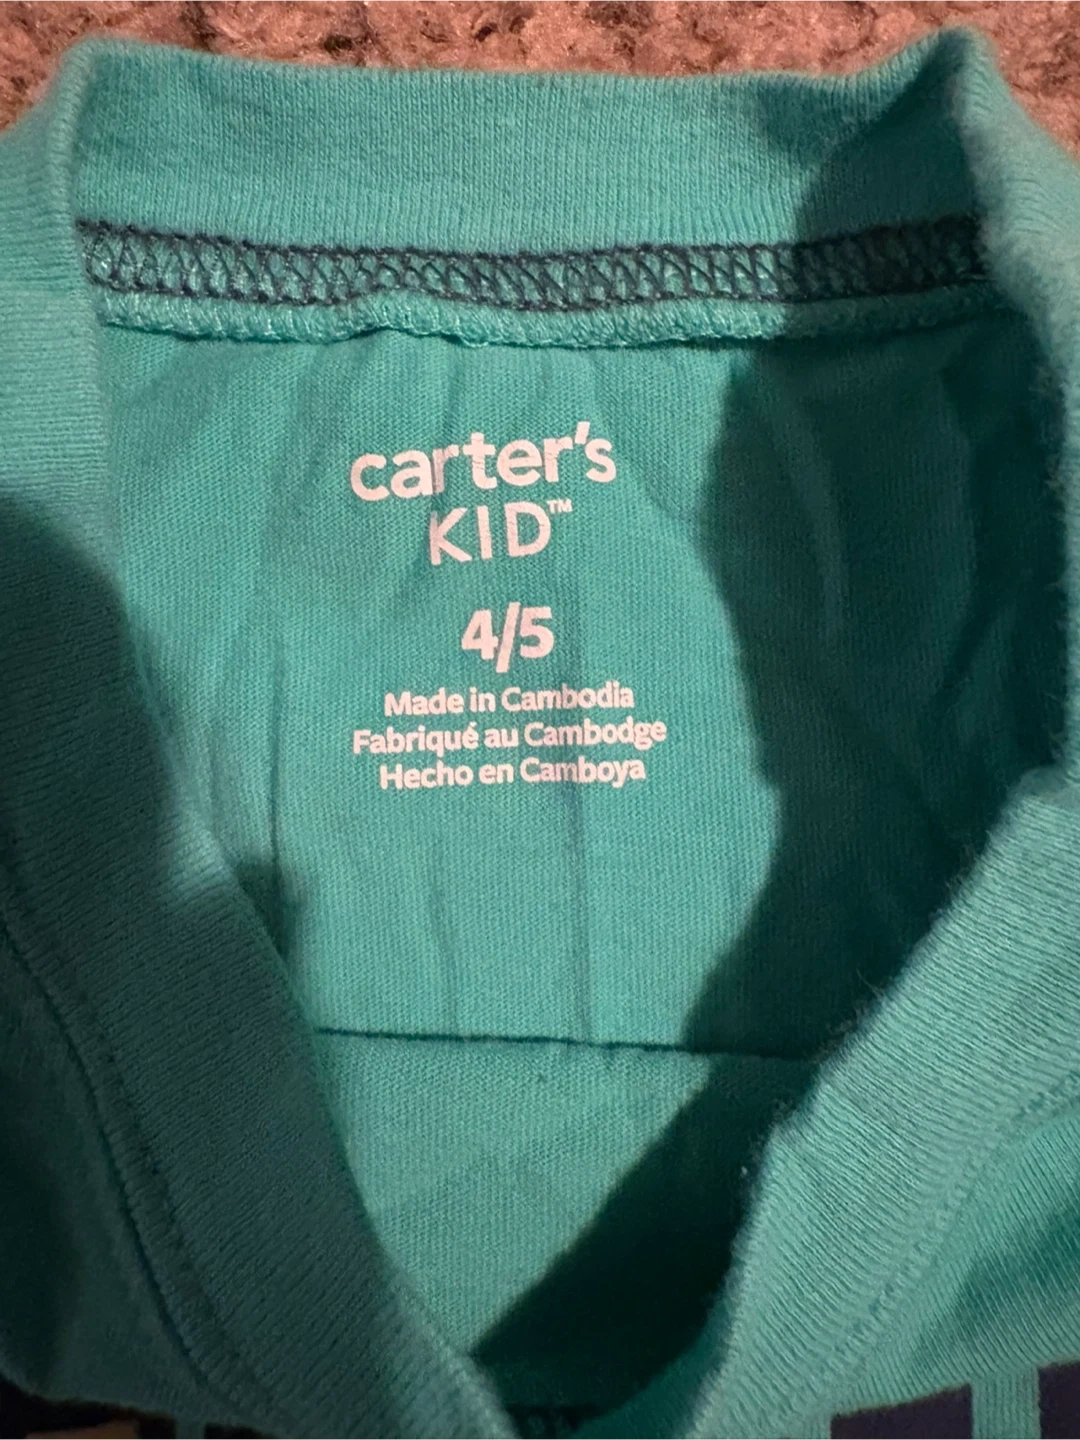 carter's
KID™
4/5
Made in Cambodia
Fabriqué au Cambodge
Hecho en Camboya